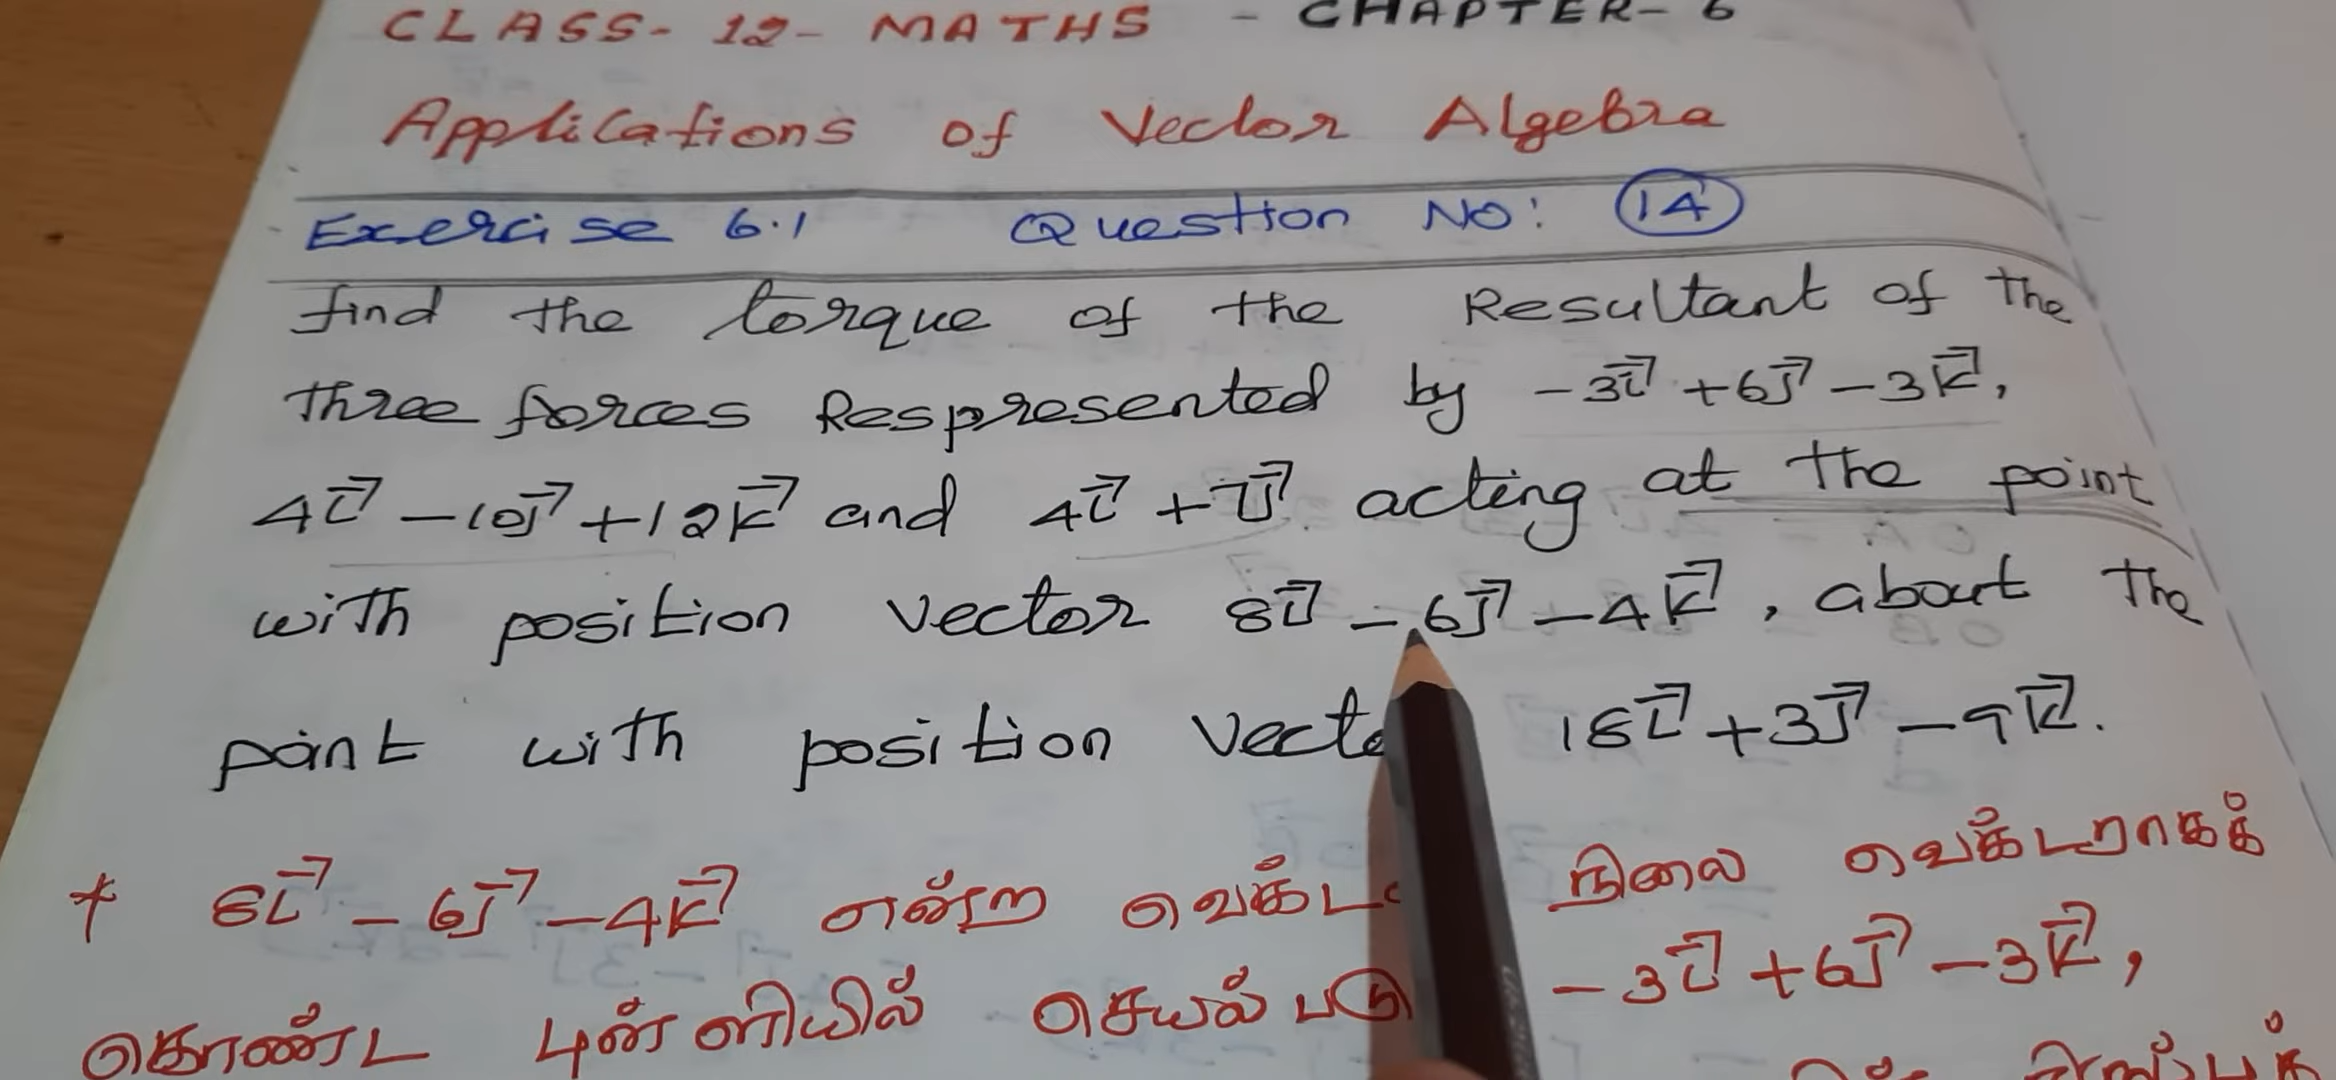 CLASS- 12- MATHS - CHAPTER- 6
Applications of Vector Algebra
Exercise 6.1 Question NO: 14
find the torque of the Resultant of the
three forces Respresented by -3i⃗ +6j⃗ -3k⃗,
4i⃗ -10j⃗ +12k⃗ and 4i⃗ +7j⃗ acting at the point
with position vector 8i⃗ -6j⃗ -4k⃗, about the
point with position 18i⃗ +3j⃗ -9k⃗.
* 8i⃗ -6j⃗ -4k⃗ என்ற நிலை வெக்டராகக்
கொண்ட புள்ளியில் -3i⃗ +6j⃗ -3k⃗,